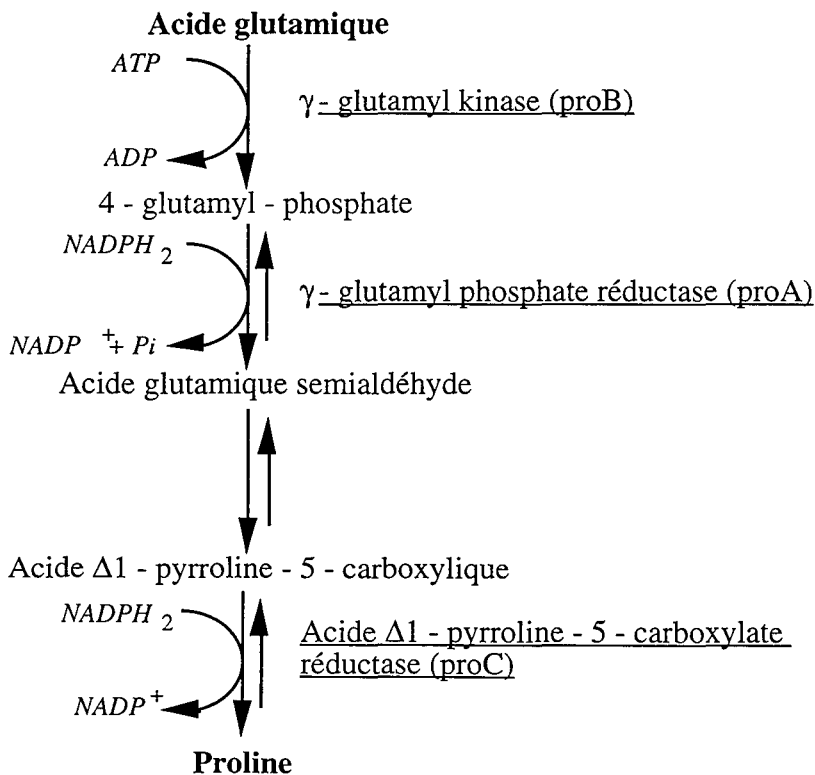 Acide glutamique
ATP
γ - glutamyl kinase (proB)
ADP
4 - glutamyl - phosphate
NADPH 2
γ - glutamyl phosphate réductase (proA)
NADP + + Pi
Acide glutamique semialdéhyde
Acide Δ1 - pyrroline - 5 - carboxylique
NADPH 2
Acide Δ1 - pyrroline - 5 - carboxylate
réductase (proC)
NADP +
Proline